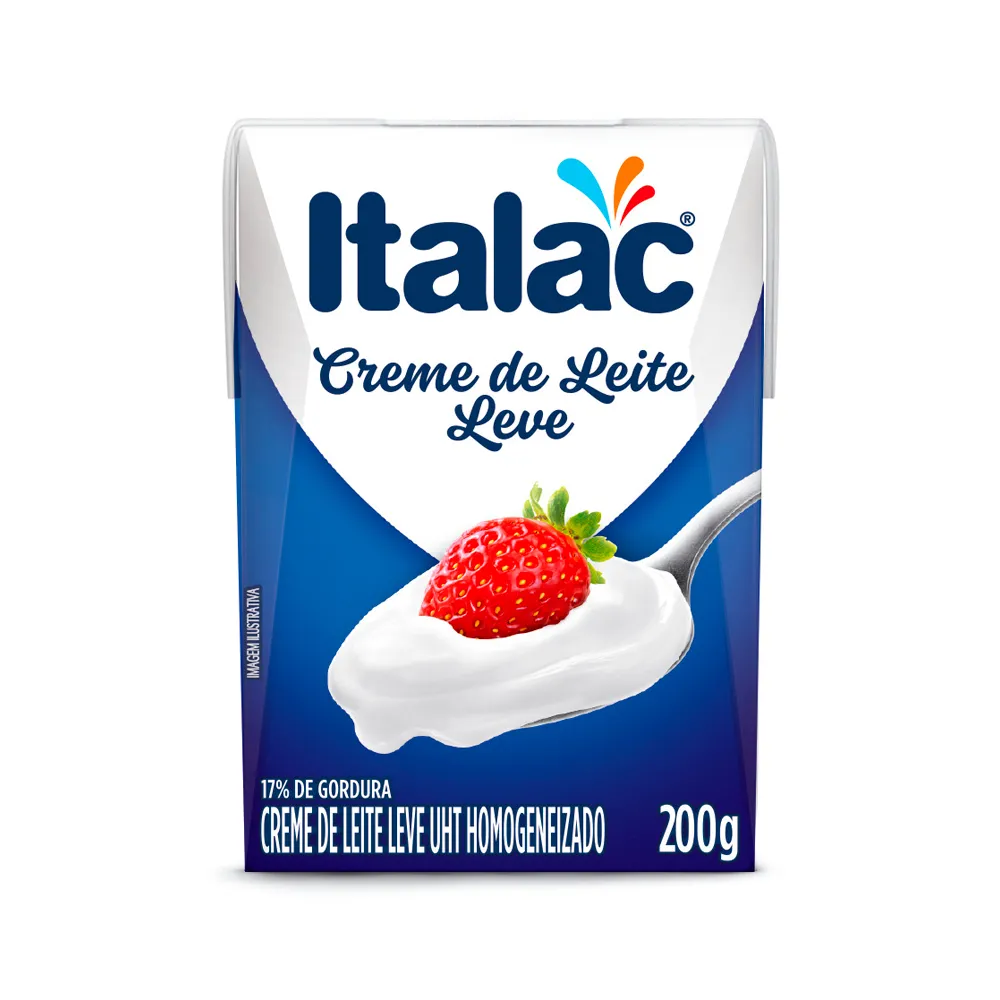 Italac®
Creme de Leite
Leve
IMAGEM ILUSTRATIVA
17% DE GORDURA
CREME DE LEITE LEVE UHT HOMOGENEIZADO
200g